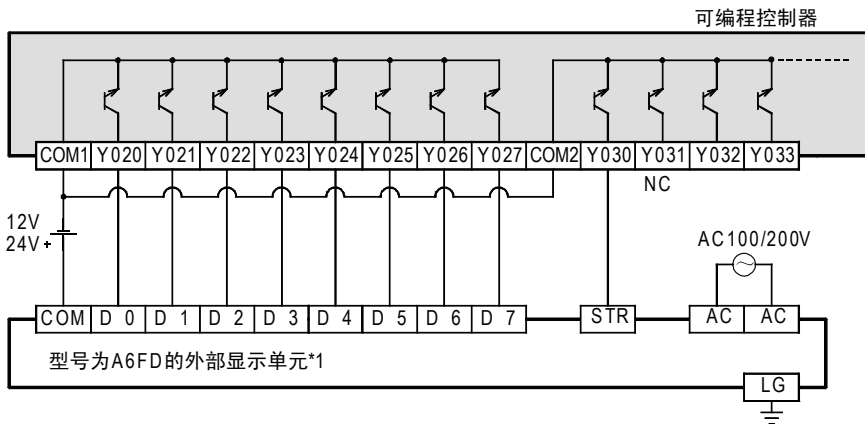 可编程控制器
COM1 Y020 Y021 Y022 Y023 Y024 Y025 Y026 Y027 COM2 Y030 Y031 Y032 Y033
NC
12V
24V
+
AC100/200V
COM D 0 D 1 D 2 D 3 D 4 D 5 D 6 D 7 STR AC AC
型号为A6FD的外部显示单元*1
LG